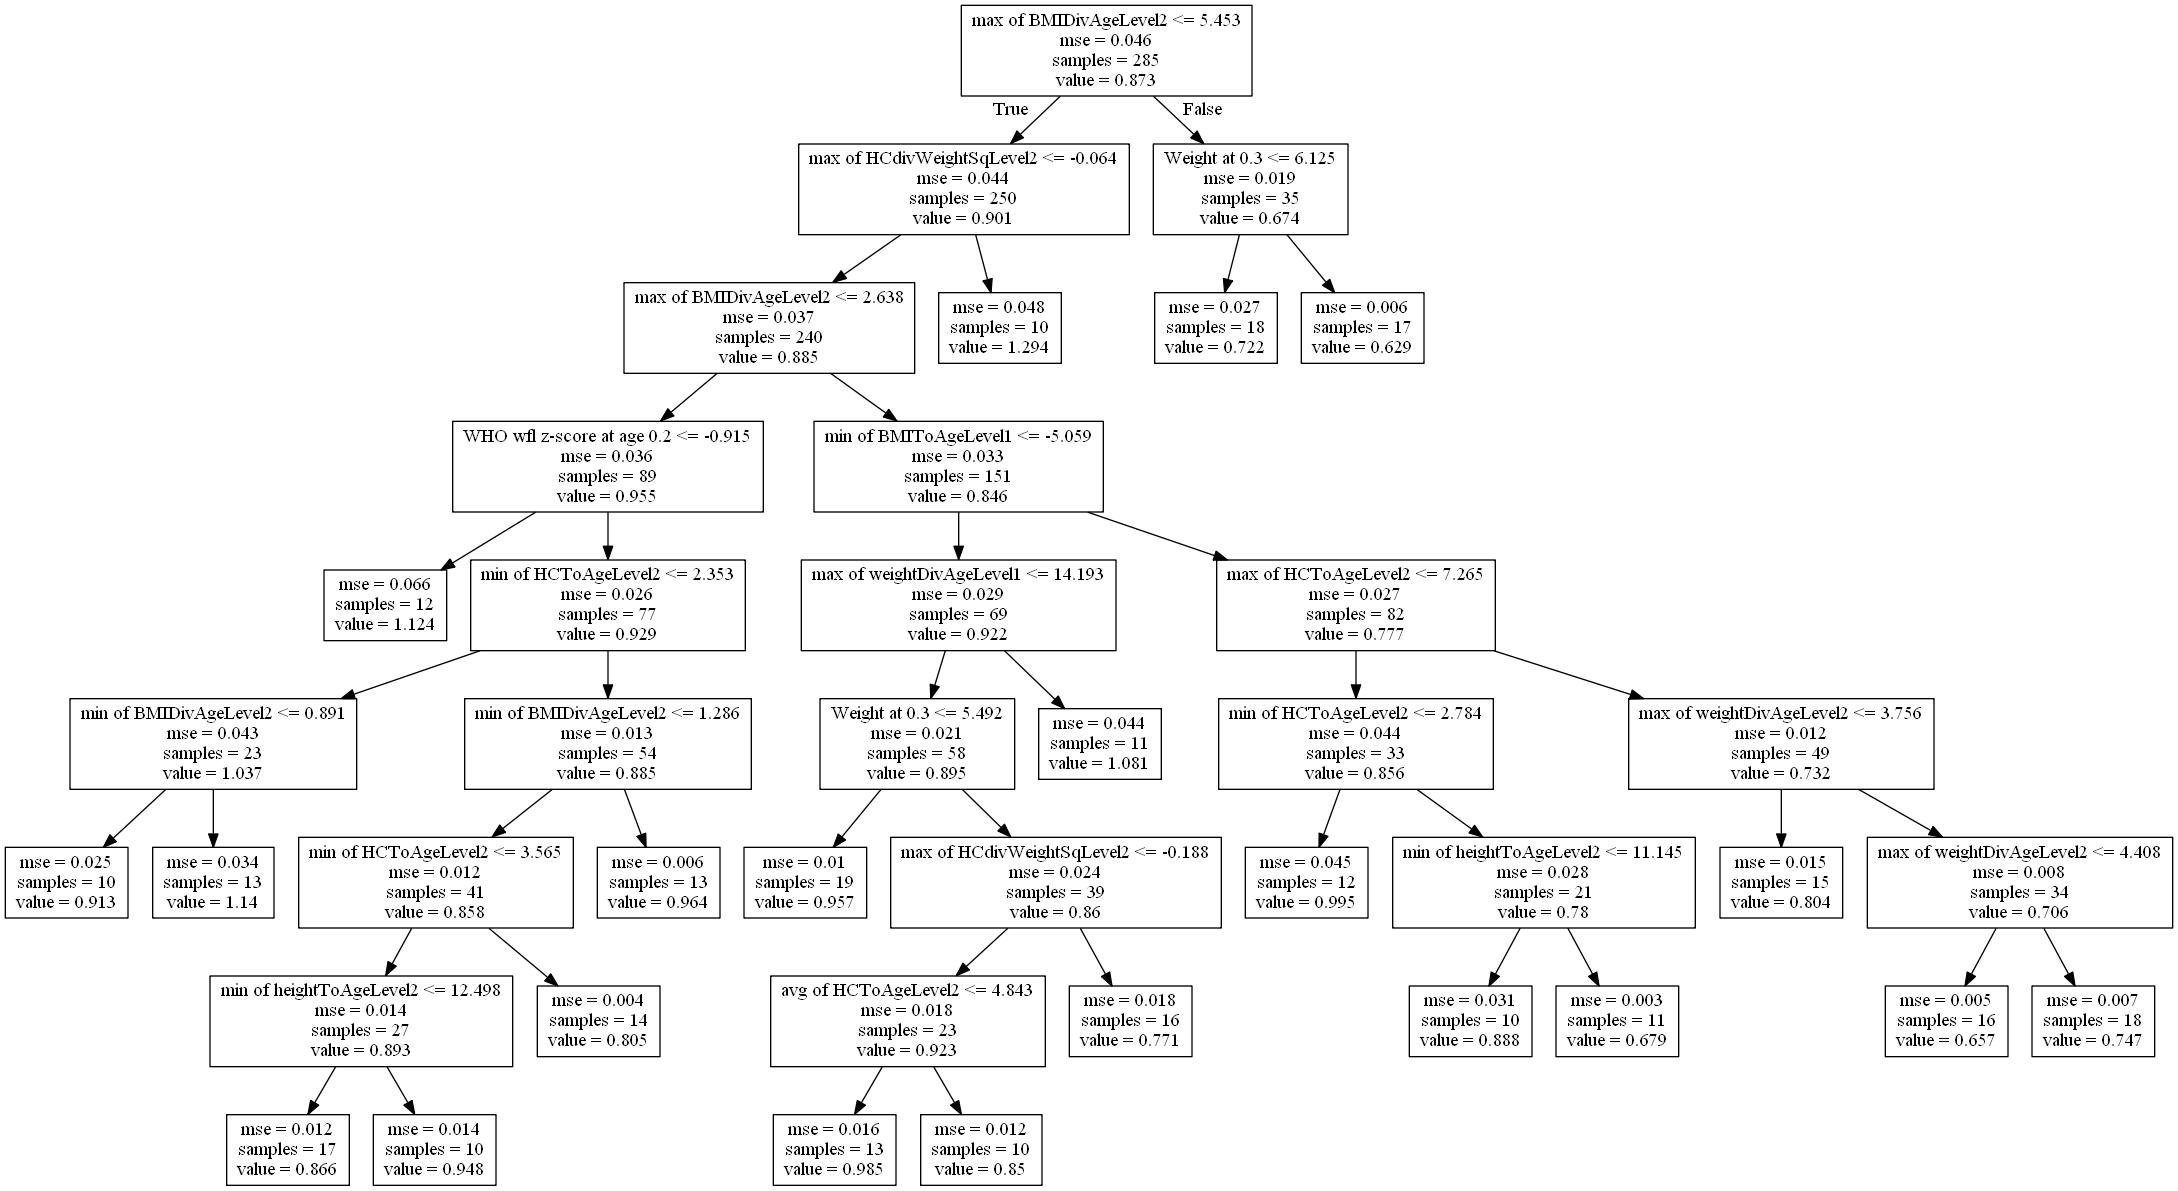 max of BMIDivAgeLevel2 <= 5.453
mse = 0.046
samples = 285
value = 0.873
True
False
max of HCdivWeightSqLevel2 <= -0.064
mse = 0.044
samples = 250
value = 0.901
Weight at 0.3 <= 6.125
mse = 0.019
samples = 35
value = 0.674
max of BMIDivAgeLevel2 <= 2.638
mse = 0.037
samples = 240
value = 0.885
mse = 0.048
samples = 10
value = 1.294
mse = 0.027
samples = 18
value = 0.722
mse = 0.006
samples = 17
value = 0.629
WHO wfl z-score at age 0.2 <= -0.915
mse = 0.036
samples = 89
value = 0.955
min of BMIToAgeLevel1 <= -5.059
mse = 0.033
samples = 151
value = 0.846
mse = 0.066
samples = 12
value = 1.124
min of HCToAgeLevel2 <= 2.353
mse = 0.026
samples = 77
value = 0.929
max of weightDivAgeLevel1 <= 14.193
mse = 0.029
samples = 69
value = 0.922
max of HCToAgeLevel2 <= 7.265
mse = 0.027
samples = 82
value = 0.777
min of BMIDivAgeLevel2 <= 0.891
mse = 0.043
samples = 23
value = 1.037
min of BMIDivAgeLevel2 <= 1.286
mse = 0.013
samples = 54
value = 0.885
Weight at 0.3 <= 5.492
mse = 0.021
samples = 58
value = 0.895
mse = 0.044
samples = 11
value = 1.081
min of HCToAgeLevel2 <= 2.784
mse = 0.044
samples = 33
value = 0.856
max of weightDivAgeLevel2 <= 3.756
mse = 0.012
samples = 49
value = 0.732
mse = 0.025
samples = 10
value = 0.913
mse = 0.034
samples = 13
value = 1.14
min of HCToAgeLevel2 <= 3.565
mse = 0.012
samples = 41
value = 0.858
mse = 0.006
samples = 13
value = 0.964
mse = 0.01
samples = 19
value = 0.957
max of HCdivWeightSqLevel2 <= -0.188
mse = 0.024
samples = 39
value = 0.86
mse = 0.045
samples = 12
value = 0.995
min of heightToAgeLevel2 <= 11.145
mse = 0.028
samples = 21
value = 0.78
mse = 0.015
samples = 15
value = 0.804
max of weightDivAgeLevel2 <= 4.408
mse = 0.008
samples = 34
value = 0.706
min of heightToAgeLevel2 <= 12.498
mse = 0.014
samples = 27
value = 0.893
mse = 0.004
samples = 14
value = 0.805
avg of HCToAgeLevel2 <= 4.843
mse = 0.018
samples = 23
value = 0.923
mse = 0.018
samples = 16
value = 0.771
mse = 0.031
samples = 10
value = 0.888
mse = 0.003
samples = 11
value = 0.679
mse = 0.005
samples = 16
value = 0.657
mse = 0.007
samples = 18
value = 0.747
mse = 0.012
samples = 17
value = 0.866
mse = 0.014
samples = 10
value = 0.948
mse = 0.016
samples = 13
value = 0.985
mse = 0.012
samples = 10
value = 0.85